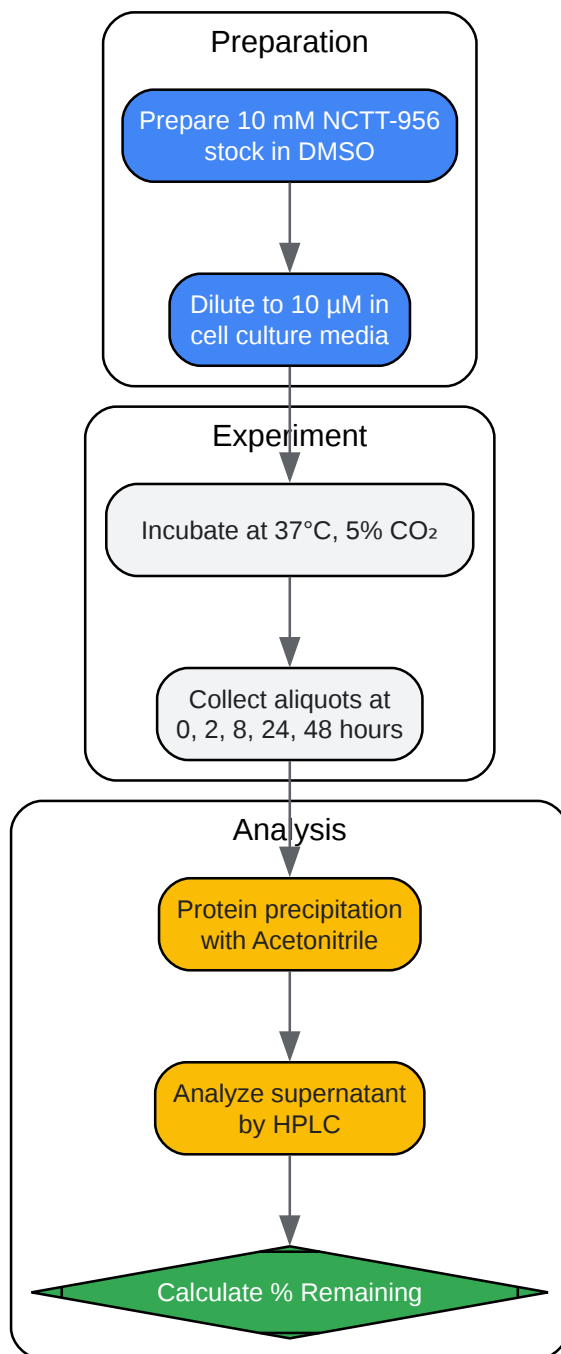 Preparation
Prepare 10 mM NCTT-956
stock in DMSO
Dilute to 10 µM in
cell culture media
Experiment
Incubate at 37°C, 5% CO₂
Collect aliquots at
0, 2, 8, 24, 48 hours
Analysis
Protein precipitation
with Acetonitrile
Analyze supernatant
by HPLC
Calculate % Remaining